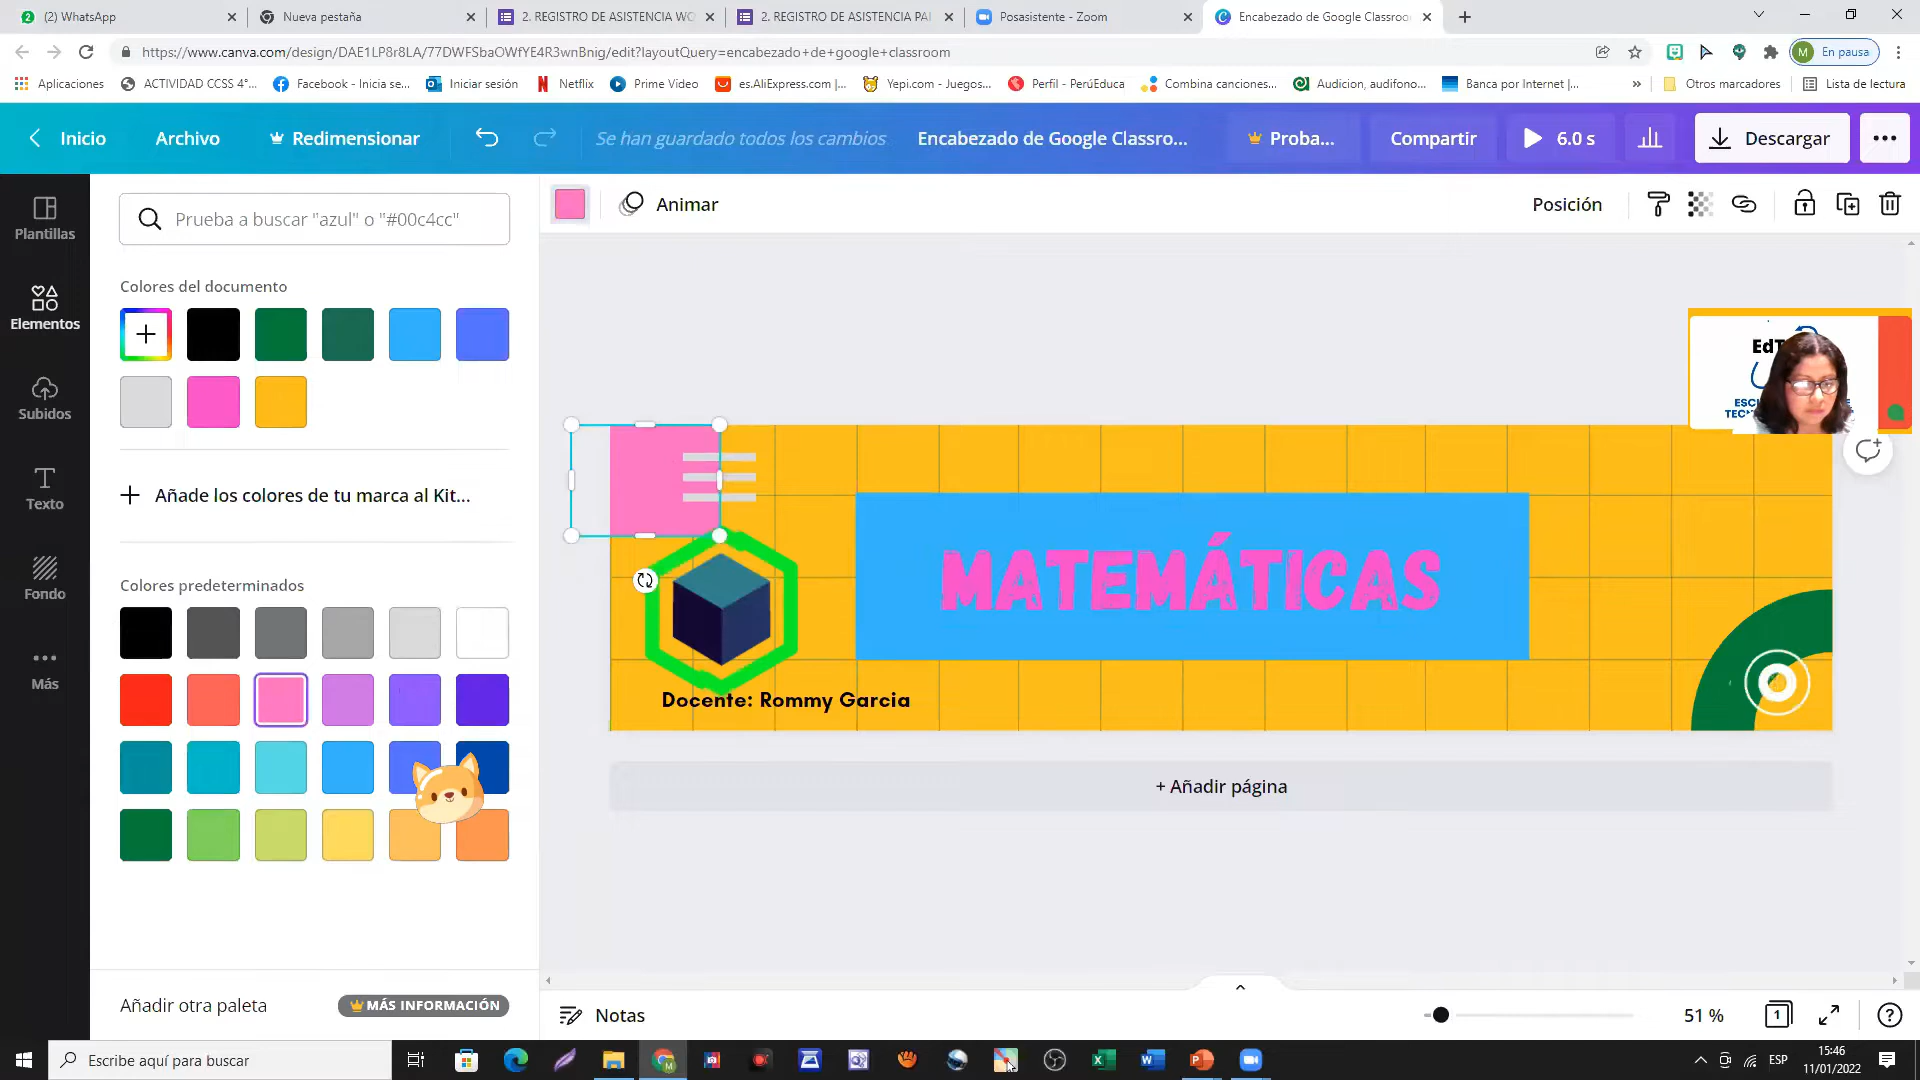 (2) WhatsApp
Nueva pestaña
2. REGISTRO DE ASISTENCIA WO
2. REGISTRO DE ASISTENCIA PAI
Posasistente - Zoom
Encabezado de Google Classroo
https://www.canva.com/design/DAE1LP8r8LA/77DWFSbaOWfYE4R3wnBnig/edit?layoutQuery=encabezado+de+google+classroom
M
En pausa
Aplicaciones
ACTIVIDAD CCSS 4°...
Facebook - Inicia se...
Iniciar sesión
Netflix
Prime Video
es.AliExpress.com |...
Yepi.com - Juegos...
Perfil - PerúEduca
Combina canciones...
Audicion, audifono...
Banca por Internet |...
»
Otros marcadores
Lista de lectura
Inicio
Archivo
Redimensionar
Se han guardado todos los cambios
Encabezado de Google Classro...
Proba...
Compartir
6.0 s
Descargar
Plantillas
Elementos
Subidos
Texto
Fondo
Más
Prueba a buscar "azul" o "#00c4cc"
Colores del documento
Añade los colores de tu marca al Kit...
Colores predeterminados
Añadir otra paleta
MÁS INFORMACIÓN
Animar
Posición
MATEMÁTICAS
Docente: Rommy Garcia
+ Añadir página
Notas
51 %
1
Escribe aquí para buscar
ESP
15:46
11/01/2022